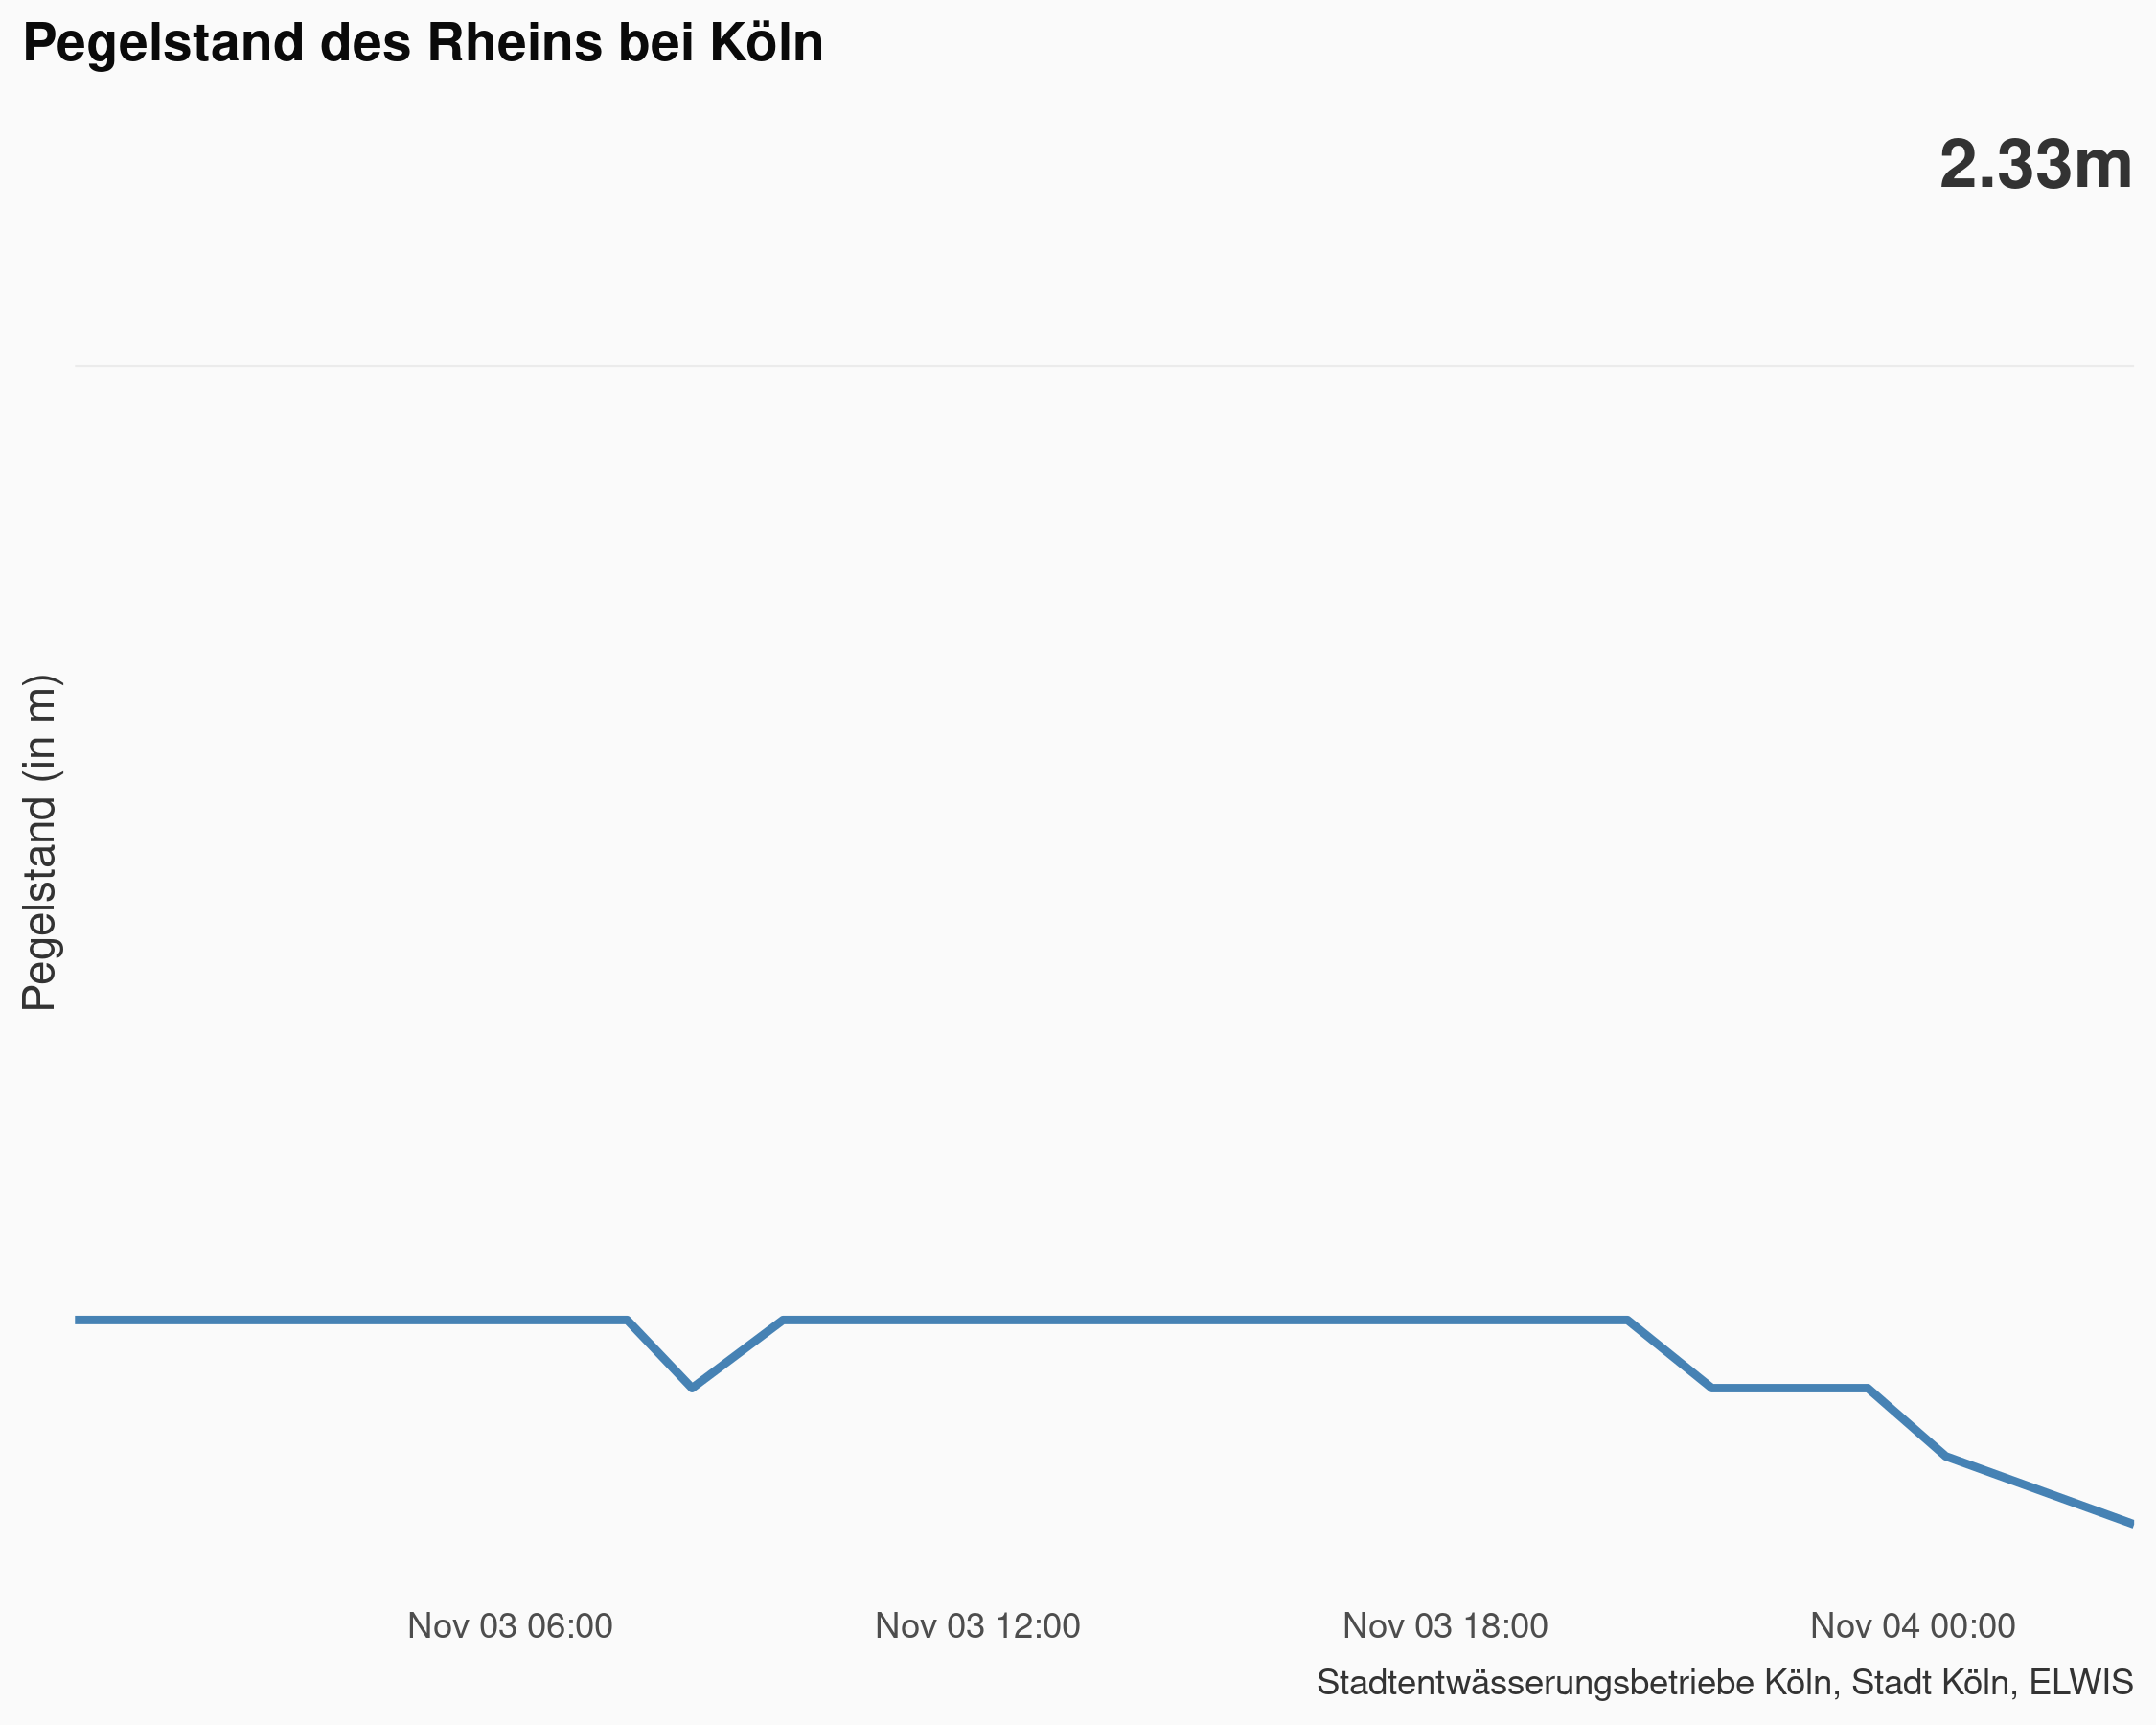 Pegelstand des Rheins bei Köln
2.33m
Pegelstand (in m)
Nov 03 06:00 Nov 03 12:00 Nov 03 18:00 Nov 04 00:00
Stadtentwässerungsbetriebe Köln, Stadt Köln, ELWIS